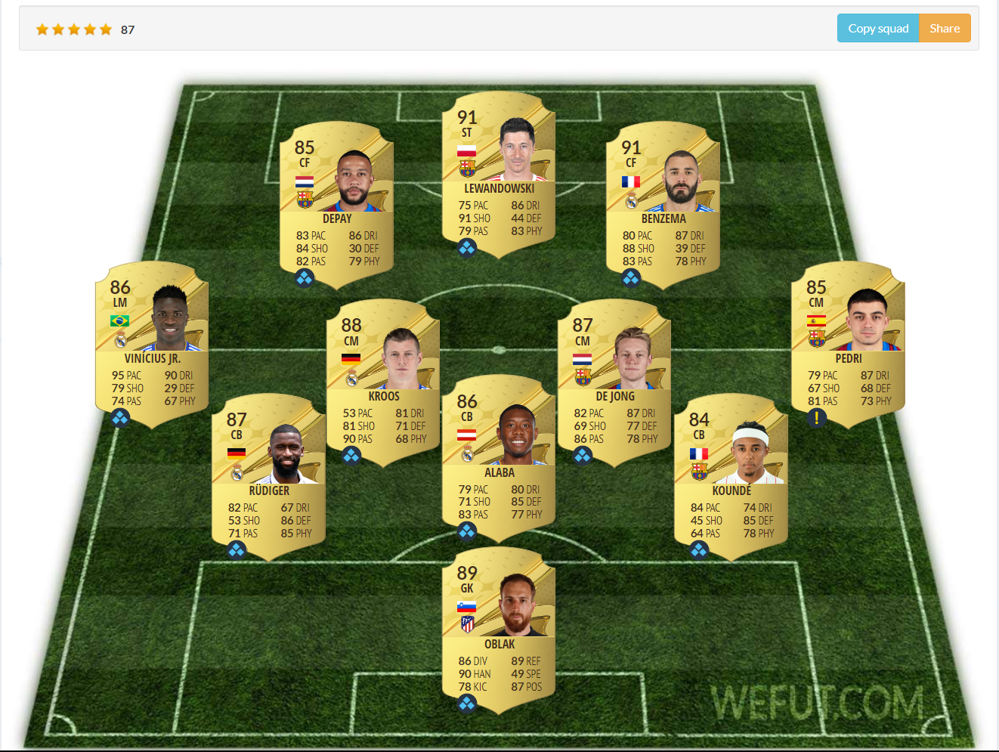 87
Copy squad
Share
91
ST
LEWANDOWSKI
75 PAC 86 DRI
91 SHO 44 DEF
79 PAS 83 PHY
85
CF
DEPAY
83 PAC 86 DRI
84 SHO 30 DEF
82 PAS 79 PHY
91
CF
BENZEMA
80 PAC 87 DRI
88 SHO 39 DEF
83 PAS 78 PHY
86
LM
VINÍCIUS JR.
95 PAC 90 DRI
79 SHO 29 DEF
74 PAS 67 PHY
88
CM
KROOS
53 PAC 81 DRI
81 SHO 71 DEF
90 PAS 68 PHY
87
CM
DE JONG
82 PAC 87 DRI
69 SHO 77 DEF
86 PAS 78 PHY
85
CM
PEDRI
79 PAC 87 DRI
67 SHO 68 DEF
81 PAS 73 PHY
!
87
CB
RÜDIGER
82 PAC 67 DRI
53 SHO 86 DEF
71 PAS 85 PHY
86
CB
ALABA
79 PAC 80 DRI
71 SHO 85 DEF
83 PAS 77 PHY
84
CB
KOUNDÉ
84 PAC 74 DRI
45 SHO 85 DEF
64 PAS 78 PHY
89
GK
OBLAK
86 DIV 89 REF
90 HAN 49 SPE
78 KIC 87 POS
WEFUT.COM